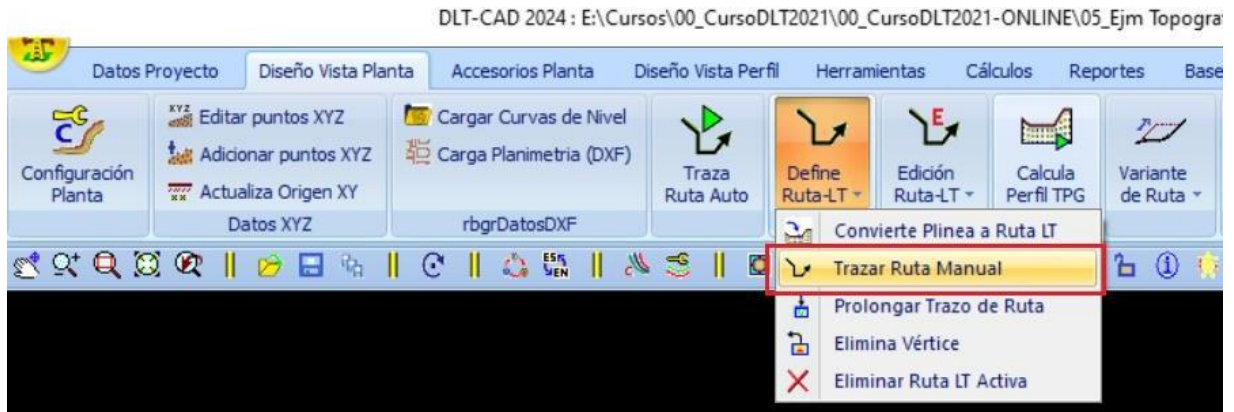 DLT-CAD 2024 : E:\Cursos\00_CursoDLT2021\00_CursoDLT2021-ONLINE\05_Ejm Topogra
Datos Proyecto Diseño Vista Planta Accesorios Planta Diseño Vista Perfil Herramientas Cálculos Reportes Base
Configuración
Planta
XYZ Editar puntos XYZ
Adicionar puntos XYZ
Actualiza Origen XY
Datos XYZ
Cargar Curvas de Nivel
Carga Planimetria (DXF)
rbgrDatosDXF
Traza
Ruta Auto
Define
Ruta-LT
Edición
Ruta-LT
Calcula
Perfil TPG
Variante
de Ruta
Convierte Plinea a Ruta LT
Trazar Ruta Manual
Prolongar Trazo de Ruta
Elimina Vértice
Eliminar Ruta LT Activa